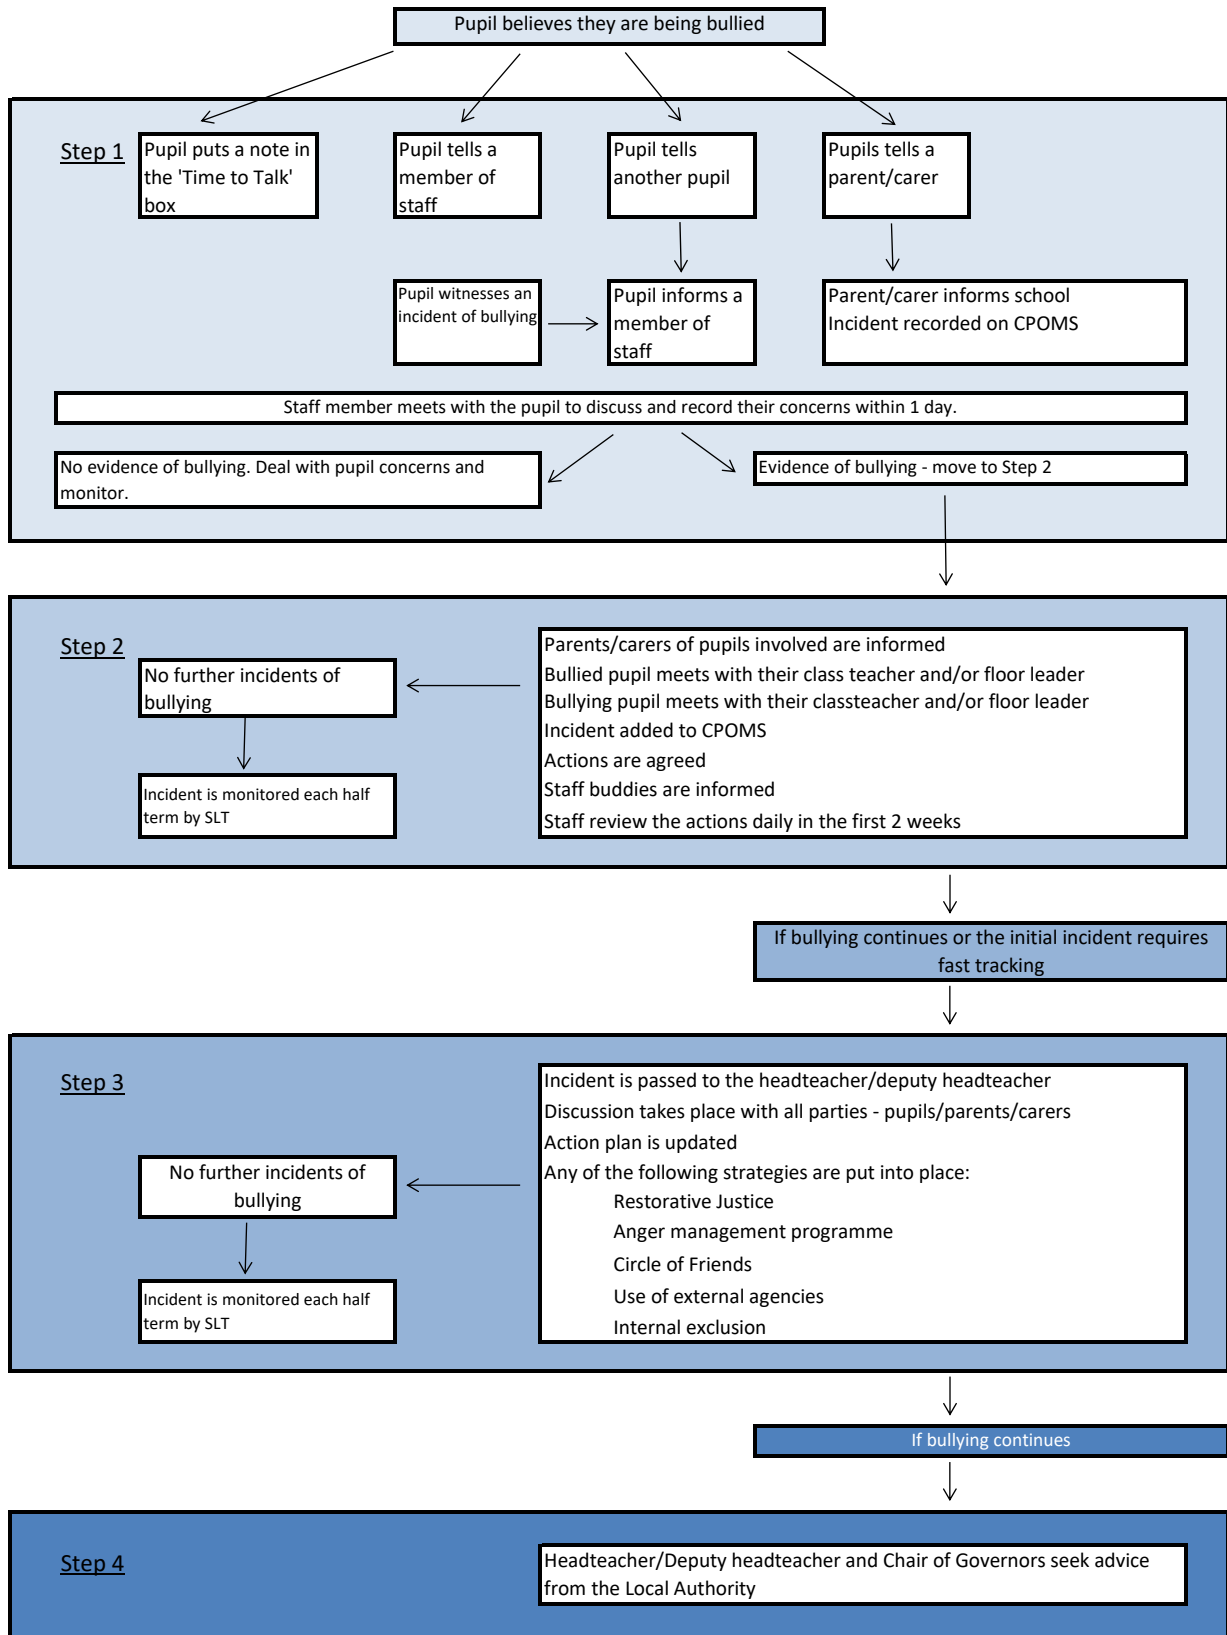 Pupil believes they are being bullied
Step 1
Pupil puts a note in
the 'Time to Talk'
box
Pupil tells a
member of
staff
Pupil tells
another pupil
Pupils tells a
parent/carer
Pupil witnesses an
incident of bullying
Pupil informs a
member of
staff
Parent/carer informs school
Incident recorded on CPOMS
Staff member meets with the pupil to discuss and record their concerns within 1 day.
No evidence of bullying. Deal with pupil concerns and
monitor.
Evidence of bullying - move to Step 2
Step 2
No further incidents of
bullying
Incident is monitored each half
term by SLT
Parents/carers of pupils involved are informed
Bullied pupil meets with their class teacher and/or floor leader
Bullying pupil meets with their classteacher and/or floor leader
Incident added to CPOMS
Actions are agreed
Staff buddies are informed
Staff review the actions daily in the first 2 weeks
If bullying continues or the initial incident requires
fast tracking
Step 3
No further incidents of
bullying
Incident is monitored each half
term by SLT
Incident is passed to the headteacher/deputy headteacher
Discussion takes place with all parties - pupils/parents/carers
Action plan is updated
Any of the following strategies are put into place:
Restorative Justice
Anger management programme
Circle of Friends
Use of external agencies
Internal exclusion
If bullying continues
Step 4
Headteacher/Deputy headteacher and Chair of Governors seek advice
from the Local Authority